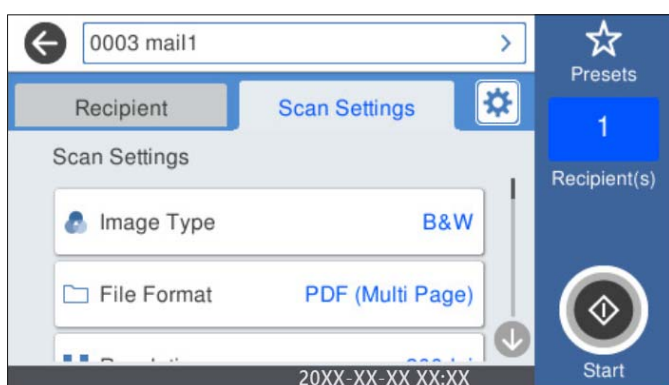 0003 mail1
Presets
Recipient
Scan Settings
1
Recipient(s)
Scan Settings
Image Type B&W
File Format PDF (Multi Page)
20XX-XX-XX XX:XX
Start